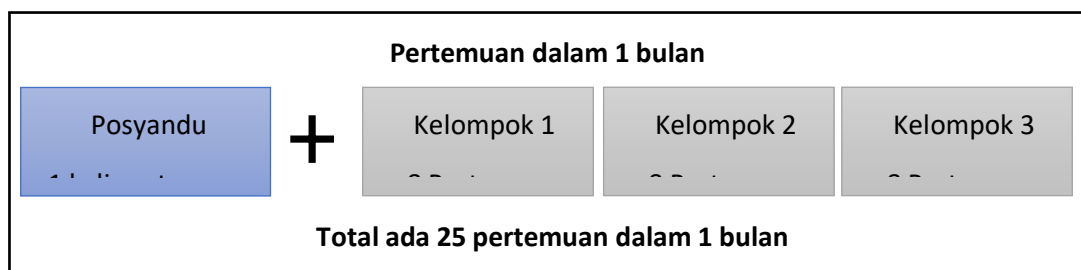 Pertemuan dalam 1 bulan
Posyandu
+
Kelompok 1
Kelompok 2
Kelompok 3
Total ada 25 pertemuan dalam 1 bulan